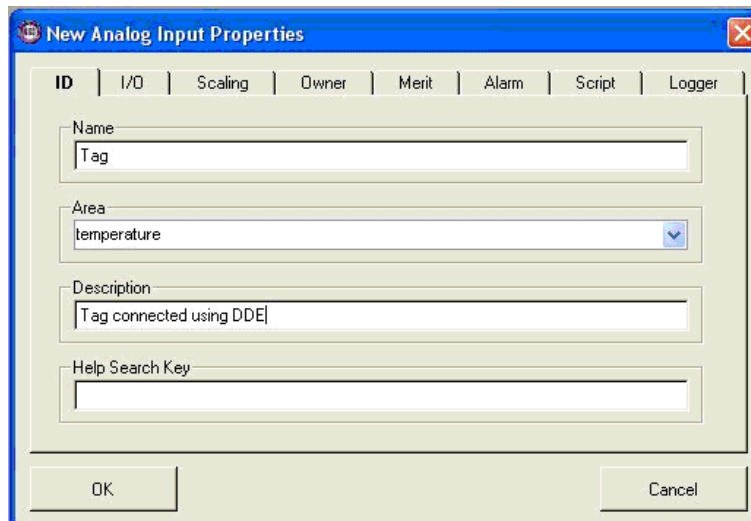 New Analog Input Properties
ID I/O Scaling Owner Merit Alarm Script Logger
Name
Tag
Area
temperature
Description
Tag connected using DDE
Help Search Key
OK Cancel